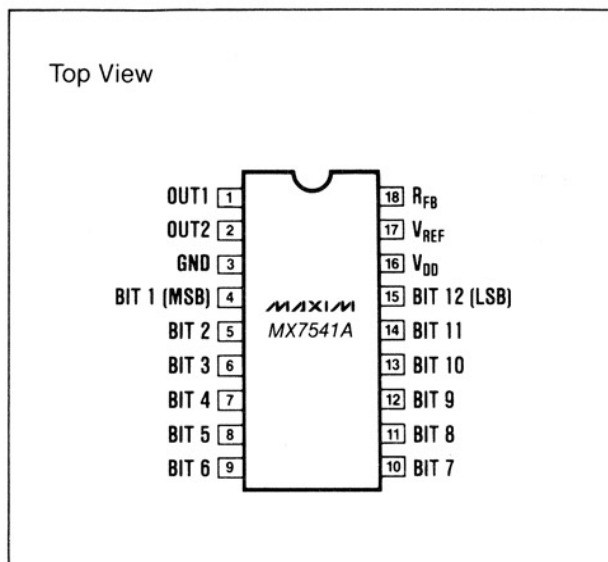 Top View
OUT1 1
OUT2 2
GND 3
BIT 1 (MSB) 4
BIT 2 5
BIT 3 6
BIT 4 7
BIT 5 8
BIT 6 9
MAXIM
MX7541A
18 RFB
17 VREF
16 VDD
15 BIT 12 (LSB)
14 BIT 11
13 BIT 10
12 BIT 9
11 BIT 8
10 BIT 7